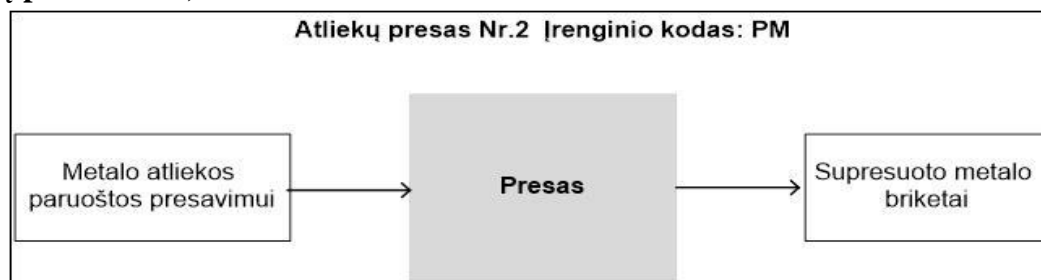 Atliekų presas Nr.2 Įrenginio kodas: PM
Metalo atliekos
paruoštos presavimui
Presas
Supresuoto metalo
briketai